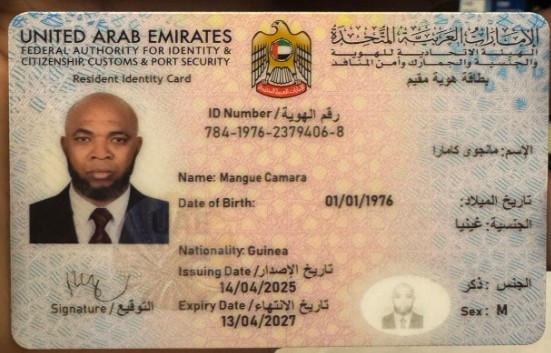 UNITED ARAB EMIRATES
FEDERAL AUTHORITY FOR IDENTITY &
CITIZENSHIP, CUSTOMS & PORT SECURITY
Resident Identity Card
الإمارات العربية المتحدة
الهيئة الاتحادية للهوية
والجنسية والجمارك وأمن المنافذ
بطاقة هوية مقيم
ID Number / رقم الهوية
784-1976-2379406-8
الإسم: مانجوي كامارا
Name: Mangue Camara
Date of Birth: 01/01/1976 تاريخ الميلاد:
الجنسية: غينيا
Nationality: Guinea
Issuing Date / تاريخ الإصدار
14/04/2025
Expiry Date / تاريخ الانتهاء
13/04/2027
Signature / التوقيع
الجنس: ذكر
Sex: M